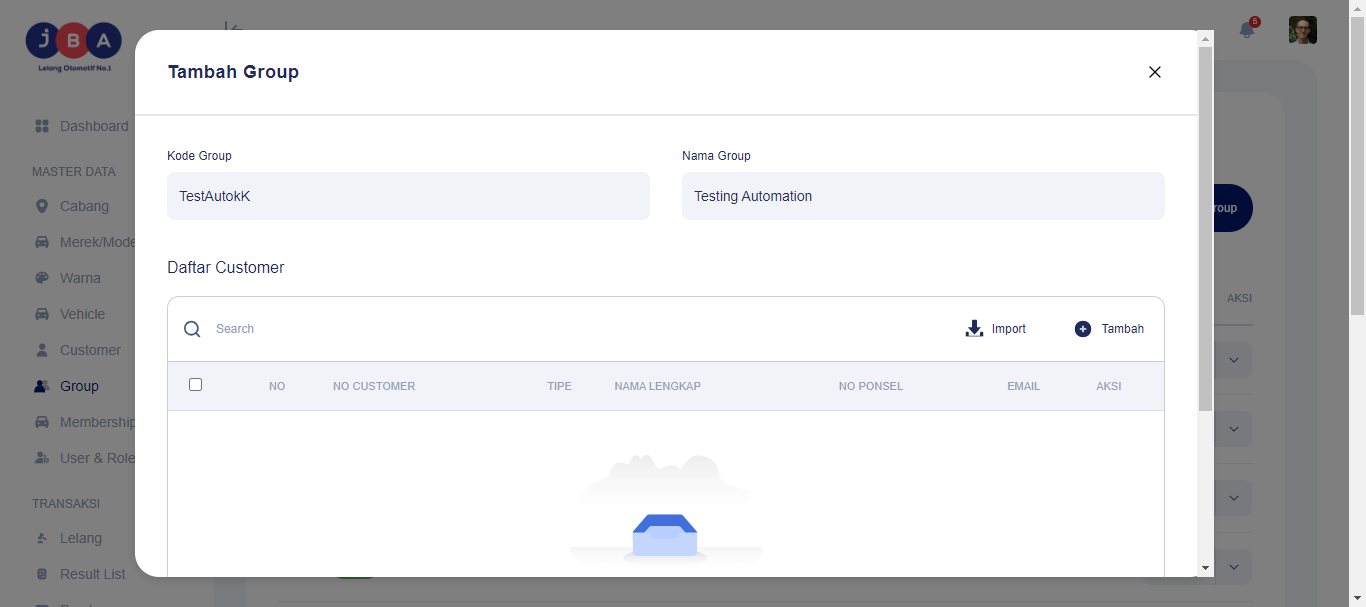 JBA
Lelang Otomotif No.1
5
Tambah Group
Dashboard
MASTER DATA
Cabang
Merek/Mode
Warna
Vehicle
Customer
Group
Membership
User & Role
TRANSAKSI
Lelang
Result List
Kode Group
Nama Group
TestAutokK
Testing Automation
roup
Daftar Customer
AKSI
Search
Import
Tambah
NO
NO CUSTOMER
TIPE
NAMA LENGKAP
NO PONSEL
EMAIL
AKSI